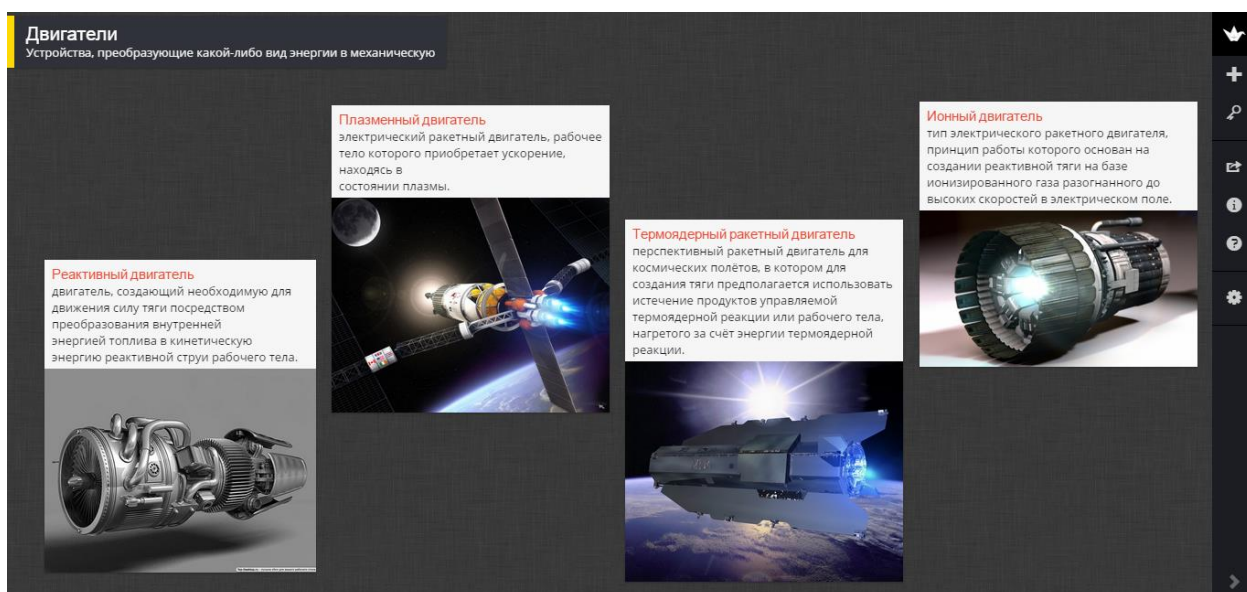 Двигатели
Устройства, преобразующие какой-либо вид энергии в механическую
Реактивный двигатель
двигатель, создающий необходимую для
движения силу тяги посредством
преобразования внутренней
энергией топлива в кинетическую
энергию реактивной струи рабочего тела.
Плазменный двигатель
электрический ракетный двигатель, рабочее
тело которого приобретает ускорение,
находясь в
состоянии плазмы.
Термоядерный ракетный двигатель
перспективный ракетный двигатель для
космических полётов, в котором для
создания тяги предполагается использовать
истечение продуктов управляемой
термоядерной реакции или рабочего тела,
нагретого за счёт энергии термоядерной
реакции.
Ионный двигатель
тип электрического ракетного двигателя,
принцип работы которого основан на
создании реактивной тяги на базе
ионизированного газа разогнанного до
высоких скоростей в электрическом поле.